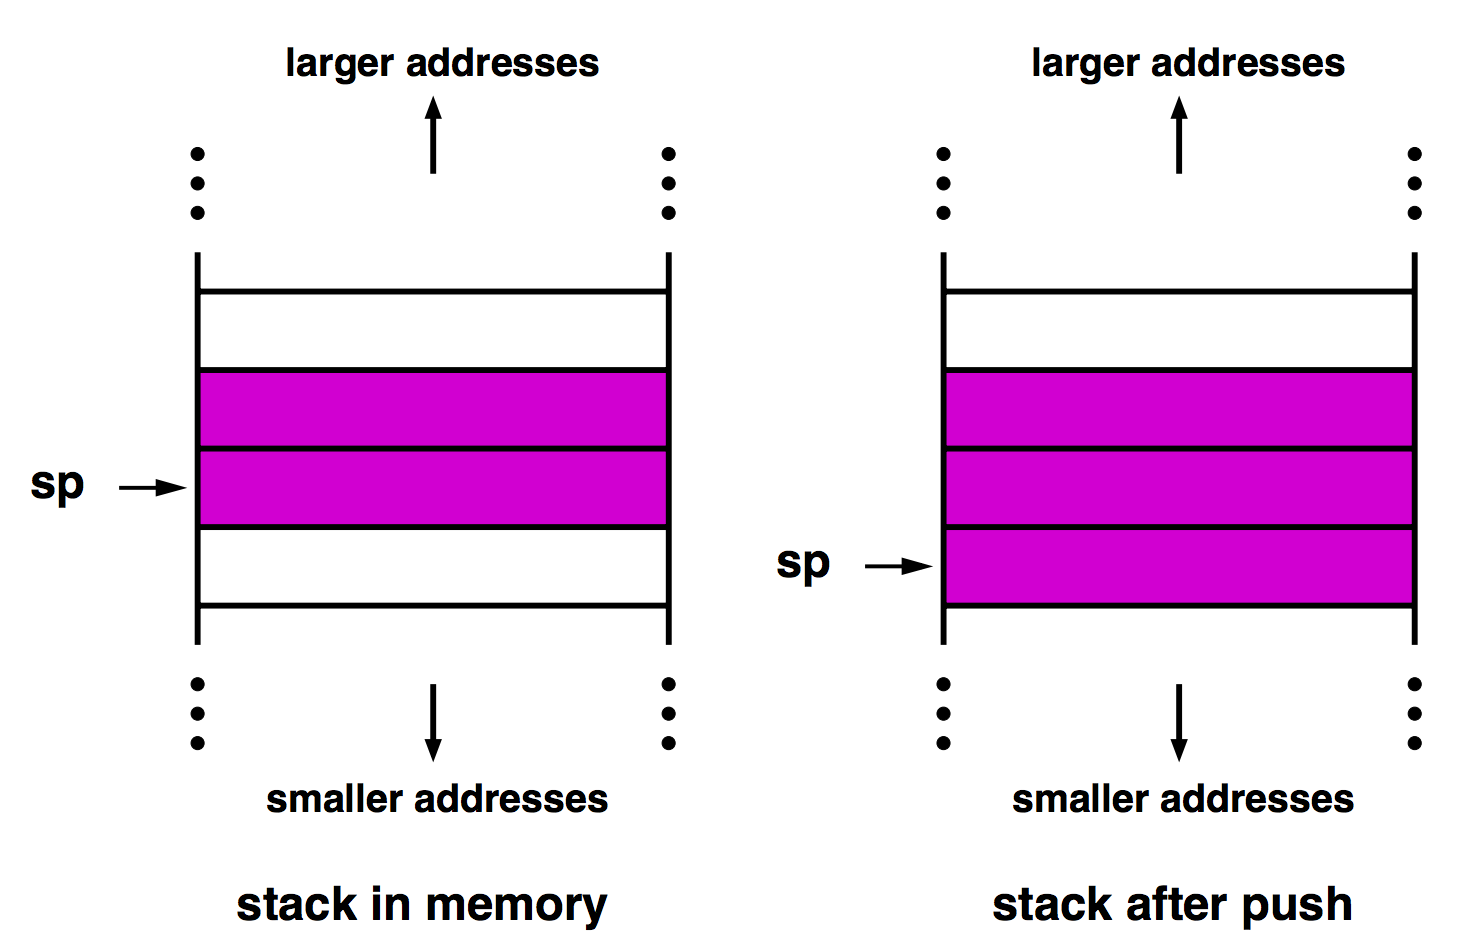 larger addresses
larger addresses
sp
sp
smaller addresses
smaller addresses
stack in memory
stack after push